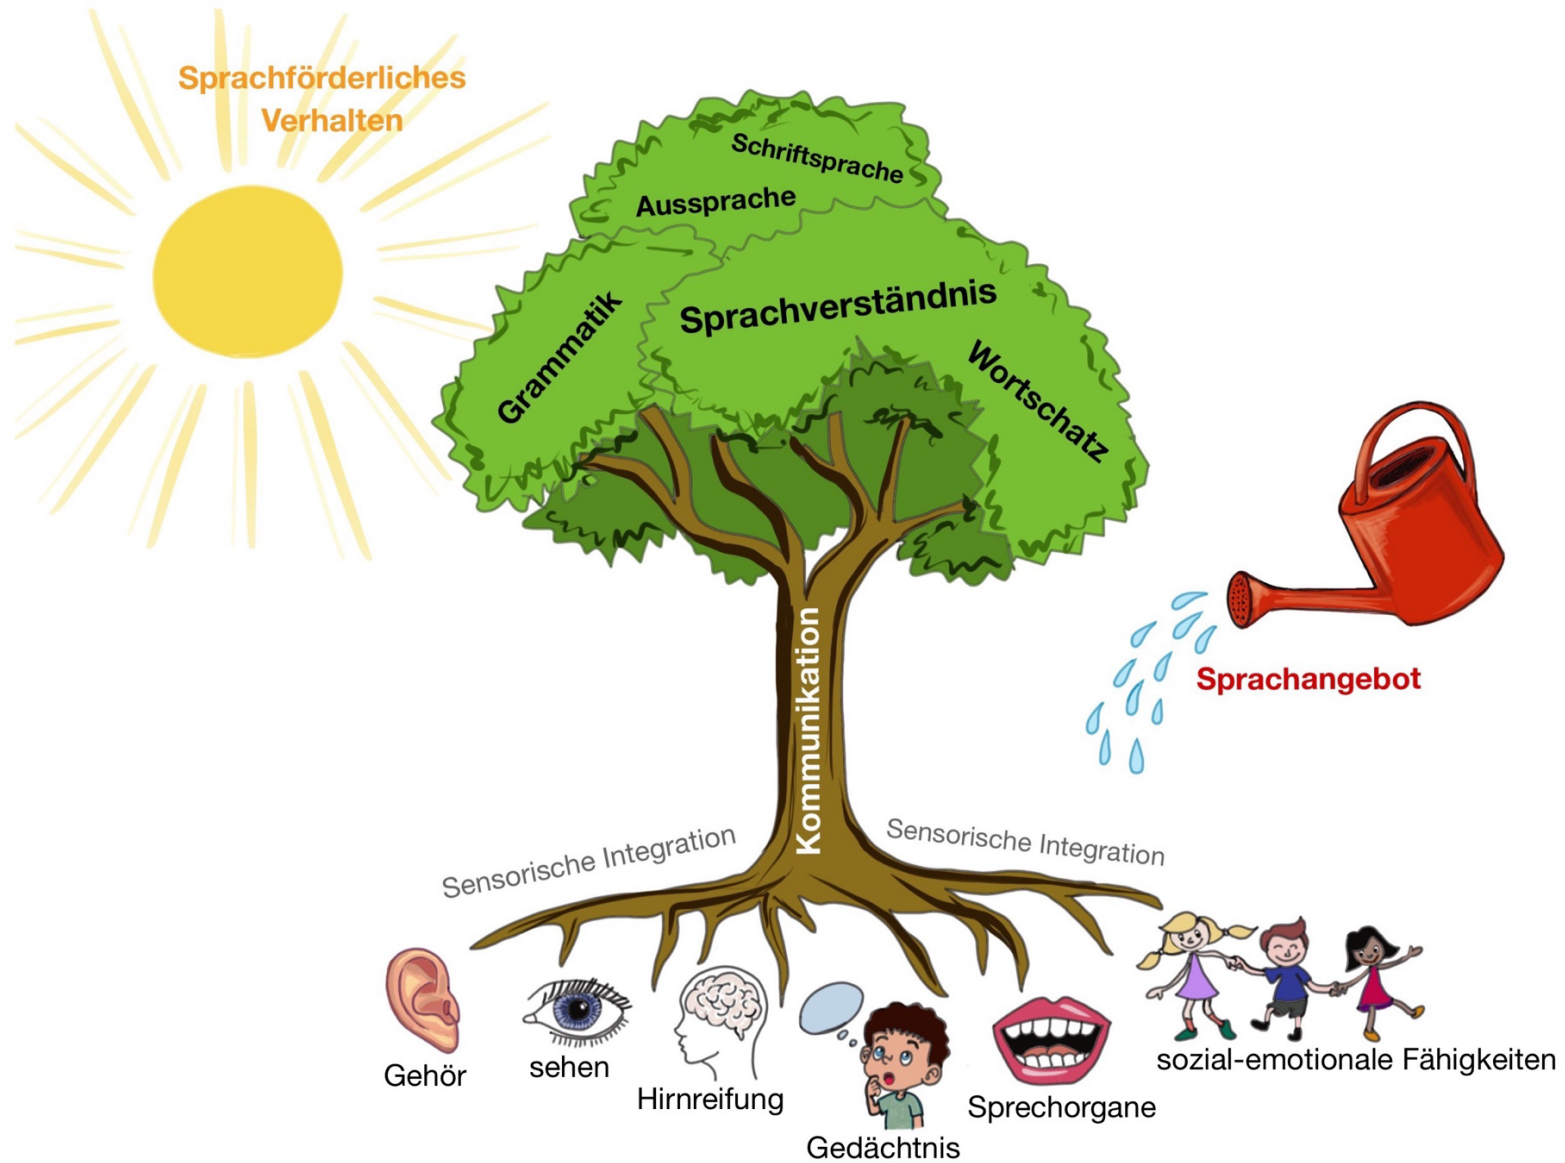 Sprachförderliches
Verhalten
Schriftsprache
Aussprache
Sprachverständnis
Grammatik
Wortschatz
Kommunikation
Sprachangebot
Sensorische Integration
Sensorische Integration
Gehör
sehen
Hirnreifung
Gedächtnis
Sprechorgane
sozial-emotionale Fähigkeiten